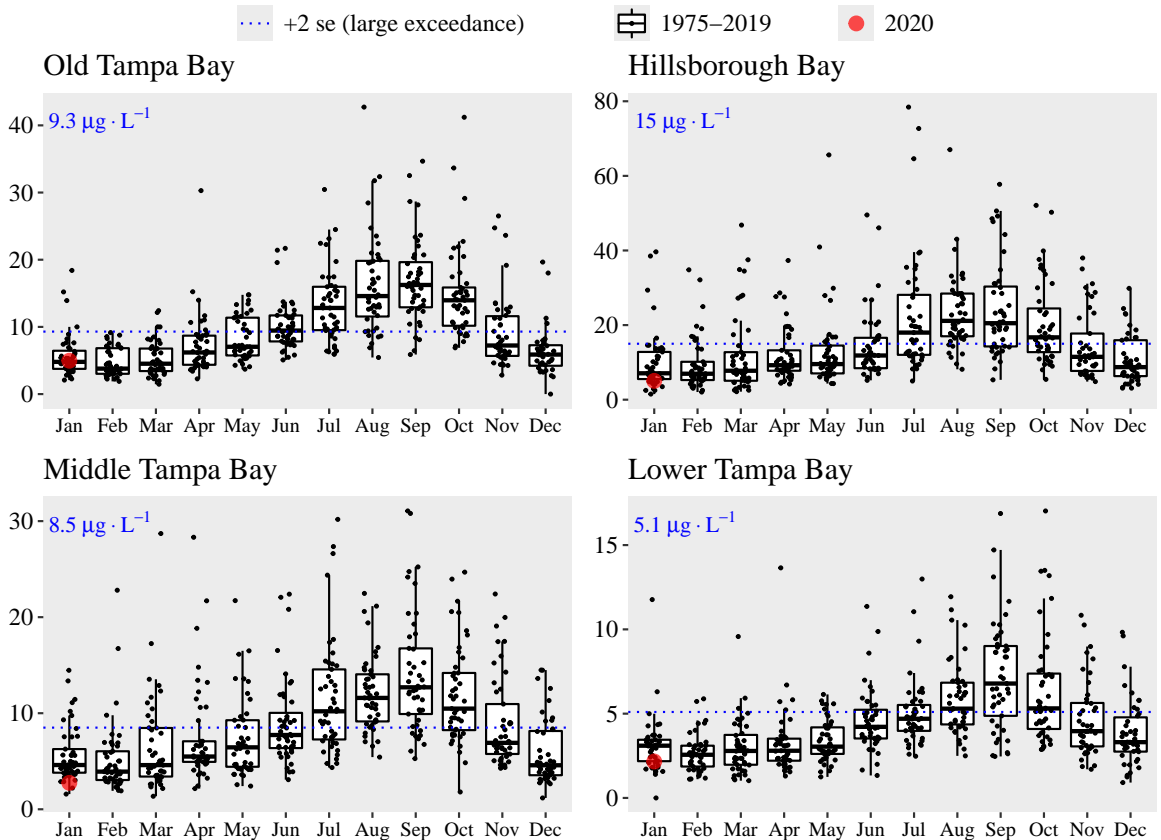 +2 se (large exceedance) 1975–2019 2020
Old Tampa Bay
9.3 μg · L⁻¹
40
30
20
10
0
Jan Feb Mar Apr May Jun Jul Aug Sep Oct Nov Dec
Hillsborough Bay
15 μg · L⁻¹
80
60
40
20
0
Jan Feb Mar Apr May Jun Jul Aug Sep Oct Nov Dec
Middle Tampa Bay
8.5 μg · L⁻¹
30
20
10
0
Jan Feb Mar Apr May Jun Jul Aug Sep Oct Nov Dec
Lower Tampa Bay
5.1 μg · L⁻¹
15
10
5
0
Jan Feb Mar Apr May Jun Jul Aug Sep Oct Nov Dec